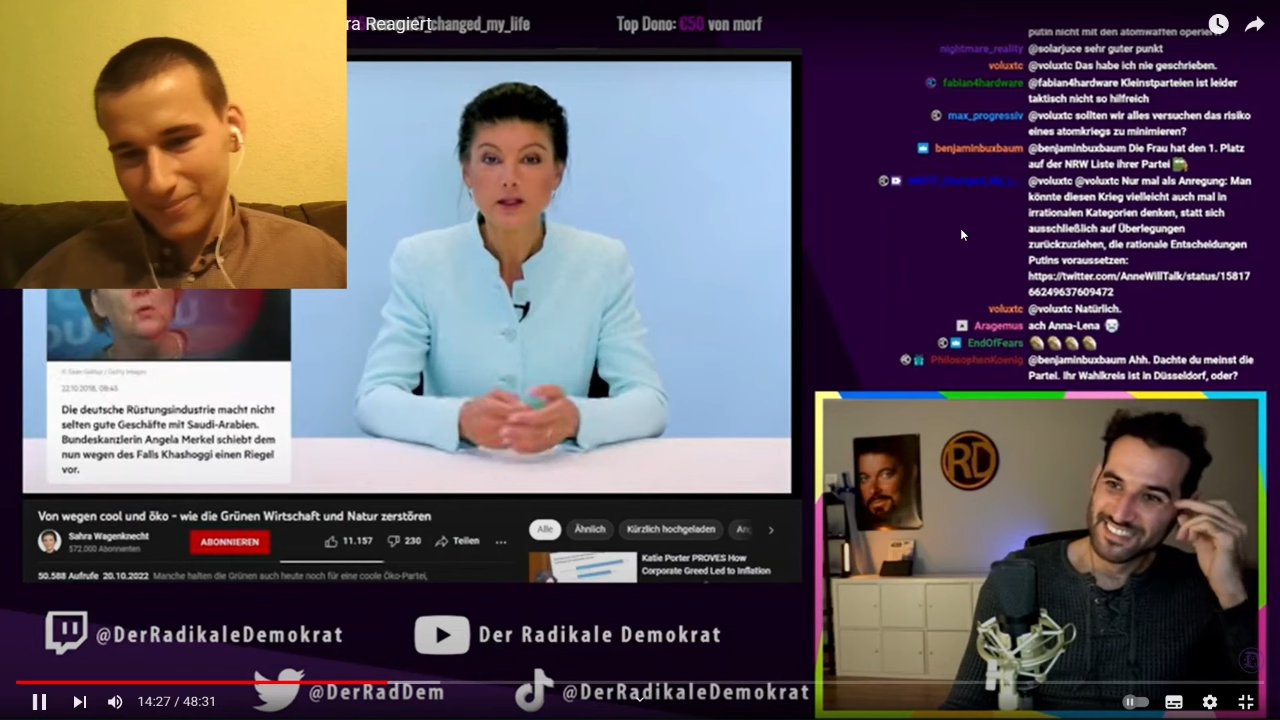 ra Reagiert
_changed_my_life
Top Dono: €50 von morf
putin nicht mit den atomwaffen operiert
nightmare_reality @solarjuce sehr guter punkt
voluxtc @voluxtc Das habe ich nie geschrieben.
fabian4hardware @fabian4hardware Kleinstparteien ist leider
taktisch nicht so hilfreich
max_progressiv @voluxtc sollten wir alles versuchen das risiko
eines atomkriegs zu minimieren?
benjaminbuxbaum @benjaminbuxbaum Die Frau hat den 1. Platz
auf der NRW Liste ihrer Partei
@voluxtc @voluxtc Nur mal als Anregung: Man
könnte diesen Krieg vielleicht auch mal in
irrationalen Kategorien denken, statt sich
ausschließlich auf Überlegungen
zurückzuziehen, die rationale Entscheidungen
Putins voraussetzen:
https://twitter.com/AnneWillTalk/status/15817
66249637609472
voluxtc @voluxtc Natürlich.
Aragemus ach Anna-Lena
EndOfFears
PhilosophenKoenig @benjaminbuxbaum Ahh. Dachte du meinst die
Partei. Ihr Wahlkreis ist in Düsseldorf, oder?
22.10.2018, 08:45
Die deutsche Rüstungsindustrie macht nicht
selten gute Geschäfte mit Saudi-Arabien.
Bundeskanzlerin Angela Merkel schiebt dem
nun wegen des Falls Khashoggi einen Riegel
vor.
Von wegen cool und öko - wie die Grünen Wirtschaft und Natur zerstören
Sahra Wagenknecht
572.000 Abonnenten
ABONNIEREN
11.157
230
Teilen
Alle
Ähnlich
Kürzlich hochgeladen
50.588 Aufrufe 20.10.2022 Manche halten die Grünen auch heute noch für eine coole Öko-Partei,
Katie Porter PROVES How
Corporate Greed Led to Inflation
RD
@DerRadikaleDemokrat
Der Radikale Demokrat
@DerRadDem
@DerRadikaleDemokrat
14:27 / 48:31